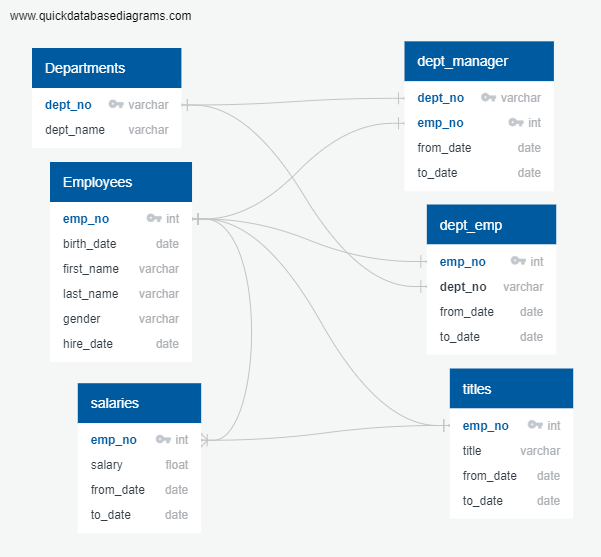 www.quickdatabasediagrams.com
Departments
dept_no varchar
dept_name varchar
dept_manager
dept_no varchar
emp_no int
from_date date
to_date date
Employees
emp_no int
birth_date date
first_name varchar
last_name varchar
gender varchar
hire_date date
dept_emp
emp_no int
dept_no varchar
from_date date
to_date date
salaries
emp_no int
salary float
from_date date
to_date date
titles
emp_no int
title varchar
from_date date
to_date date